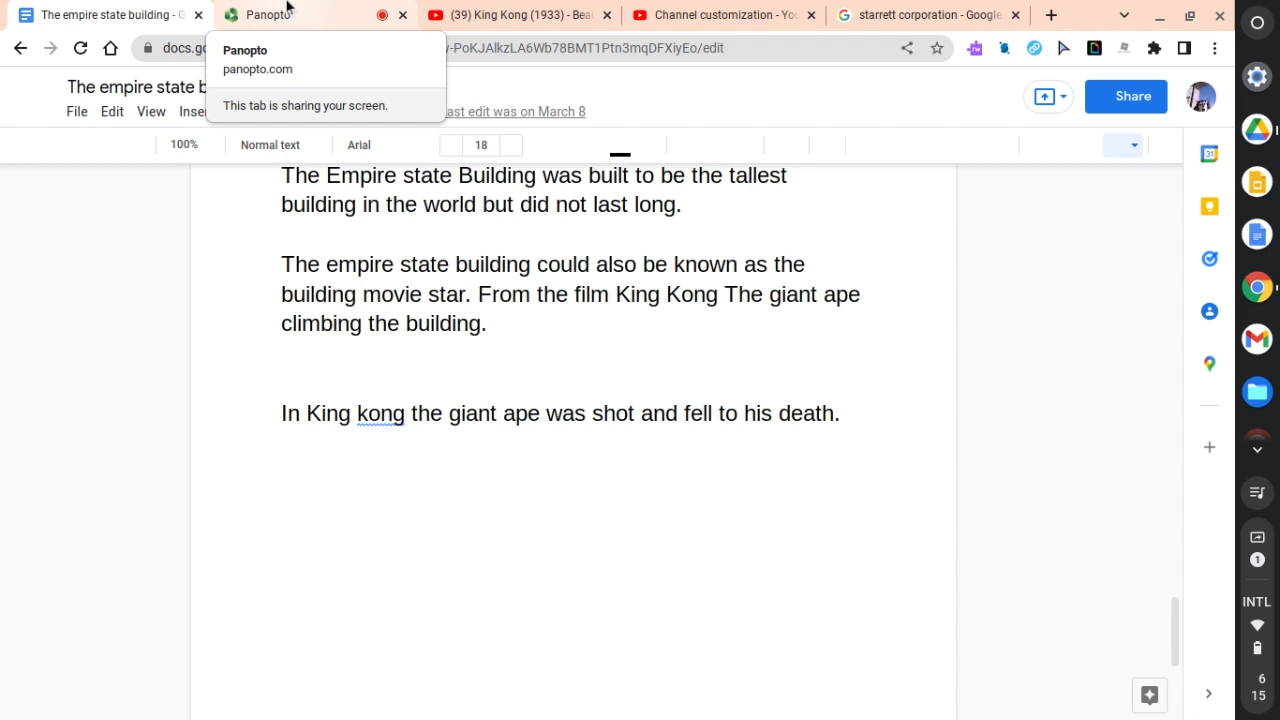 The empire state building - G
Panopto
(39) King Kong (1933) - Bea
Channel customization - You
starrett corporation - Google
docs.go
-PoKJAlkzLA6Wb78BMT1Ptn3mqDFXiyEo/edit
Panopto
panopto.com
This tab is sharing your screen.
The empire state b
File Edit View Inser
ast edit was on March 8
Share
100%
Normal text
Arial
18
31
The Empire state Building was built to be the tallest
building in the world but did not last long.
The empire state building could also be known as the
building movie star. From the film King Kong The giant ape
climbing the building.
In King kong the giant ape was shot and fell to his death.
1
INTL
6
15